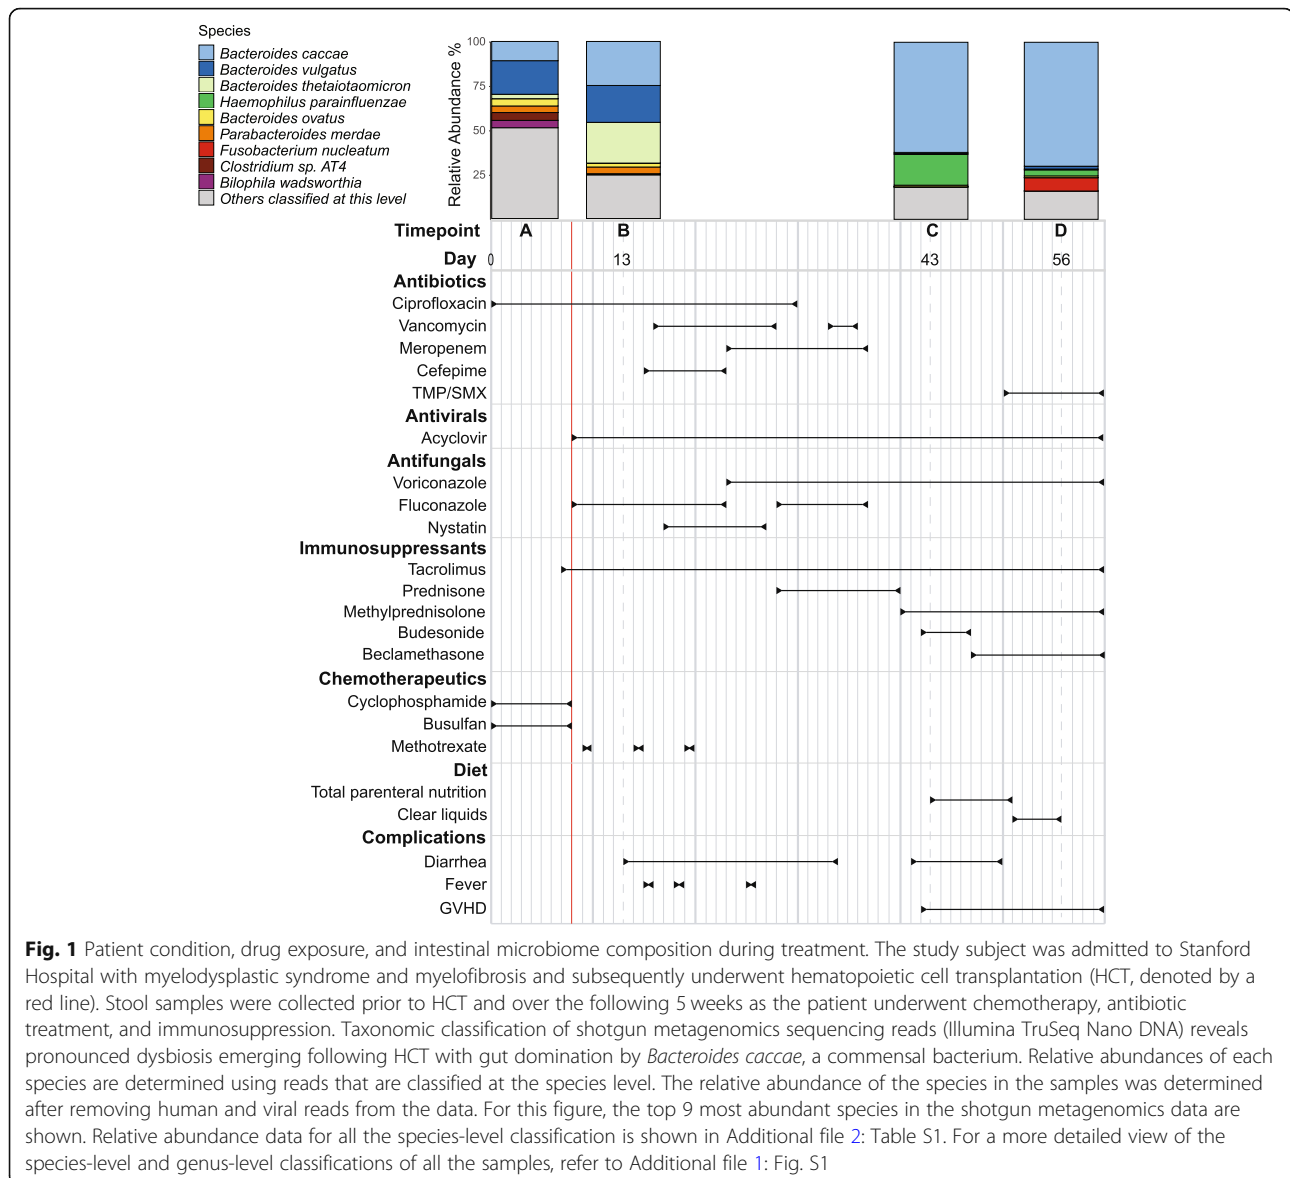 Species
Bacteroides caccae
Bacteroides vulgatus
Bacteroides thetaiotaomicron
Haemophilus parainfluenzae
Bacteroides ovatus
Parabacteroides merdae
Fusobacterium nucleatum
Clostridium sp. AT4
Bilophila wadsworthia
Others classified at this level
Relative Abundance %
100
75
50
25
Timepoint A B C D
Day 0 13 43 56
Antibiotics
Ciprofloxacin
Vancomycin
Meropenem
Cefepime
TMP/SMX
Antivirals
Acyclovir
Antifungals
Voriconazole
Fluconazole
Nystatin
Immunosuppressants
Tacrolimus
Prednisone
Methylprednisolone
Budesonide
Beclamethasone
Chemotherapeutics
Cyclophosphamide
Busulfan
Methotrexate
Diet
Total parenteral nutrition
Clear liquids
Complications
Diarrhea
Fever
GVHD
Fig. 1 Patient condition, drug exposure, and intestinal microbiome composition during treatment. The study subject was admitted to Stanford
Hospital with myelodysplastic syndrome and myelofibrosis and subsequently underwent hematopoietic cell transplantation (HCT, denoted by a
red line). Stool samples were collected prior to HCT and over the following 5 weeks as the patient underwent chemotherapy, antibiotic
treatment, and immunosuppression. Taxonomic classification of shotgun metagenomics sequencing reads (Illumina TruSeq Nano DNA) reveals
pronounced dysbiosis emerging following HCT with gut domination by Bacteroides caccae, a commensal bacterium. Relative abundances of each
species are determined using reads that are classified at the species level. The relative abundance of the species in the samples was determined
after removing human and viral reads from the data. For this figure, the top 9 most abundant species in the shotgun metagenomics data are
shown. Relative abundance data for all the species-level classification is shown in Additional file 2: Table S1. For a more detailed view of the
species-level and genus-level classifications of all the samples, refer to Additional file 1: Fig. S1